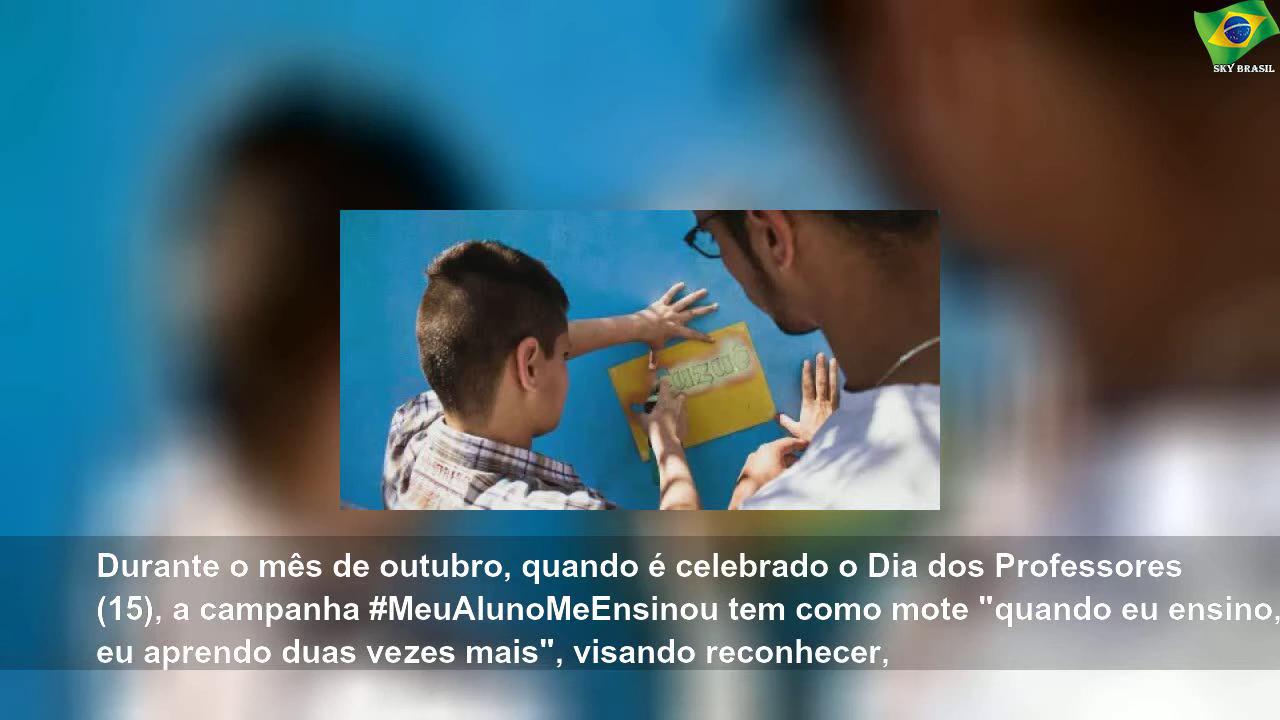 SKY BRASIL
Durante o mês de outubro, quando é celebrado o Dia dos Professores
(15), a campanha #MeuAlunoMeEnsinou tem como mote "quando eu ensino,
eu aprendo duas vezes mais", visando reconhecer,